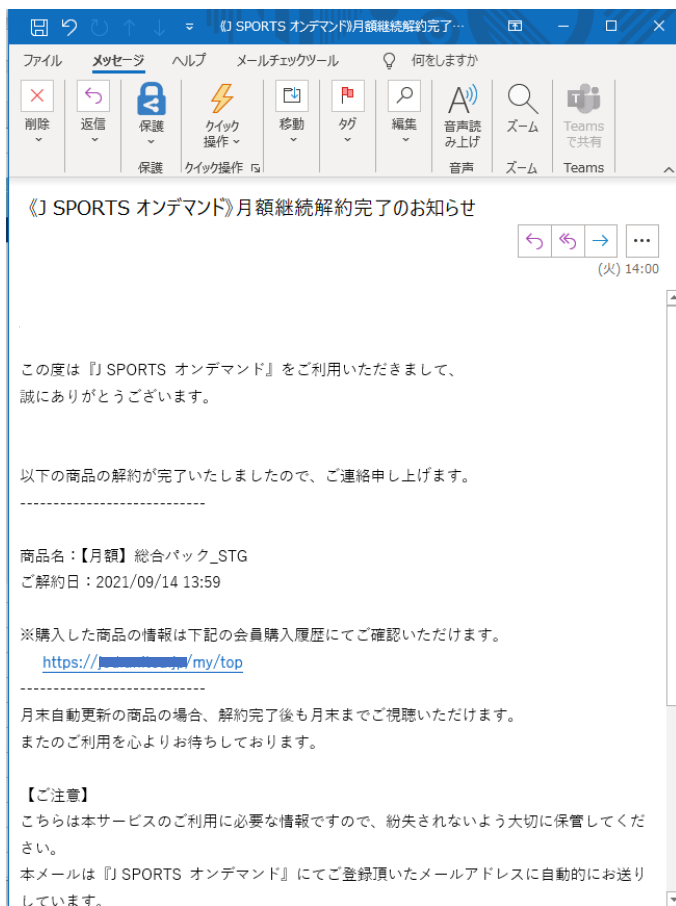 《J SPORTS オンデマンド》月額継続解約完了…
ファイル メッセージ ヘルプ メールチェックツール 何をしますか
削除 返信 保護 クイック操作 移動 タグ 編集 音声読み上げ ズーム Teamsで共有
保護 クイック操作 音声 ズーム Teams
《J SPORTS オンデマンド》月額継続解約完了のお知らせ
(火) 14:00
この度は『J SPORTS オンデマンド』をご利用いただきまして、
誠にありがとうございます。
以下の商品の解約が完了いたしましたので、ご連絡申し上げます。
----------------------------
商品名：【月額】総合パック_STG
ご解約日：2021/09/14 13:59
※購入した商品の情報は下記の会員購入履歴にてご確認いただけます。
https:// /my/top
----------------------------
月末自動更新の商品の場合、解約完了後も月末までご視聴いただけます。
またのご利用を心よりお待ちしております。
【ご注意】
こちらは本サービスのご利用に必要な情報ですので、紛失されないよう大切に保管してくだ
さい。
本メールは『J SPORTS オンデマンド』にてご登録頂いたメールアドレスに自動的にお送り
しています。